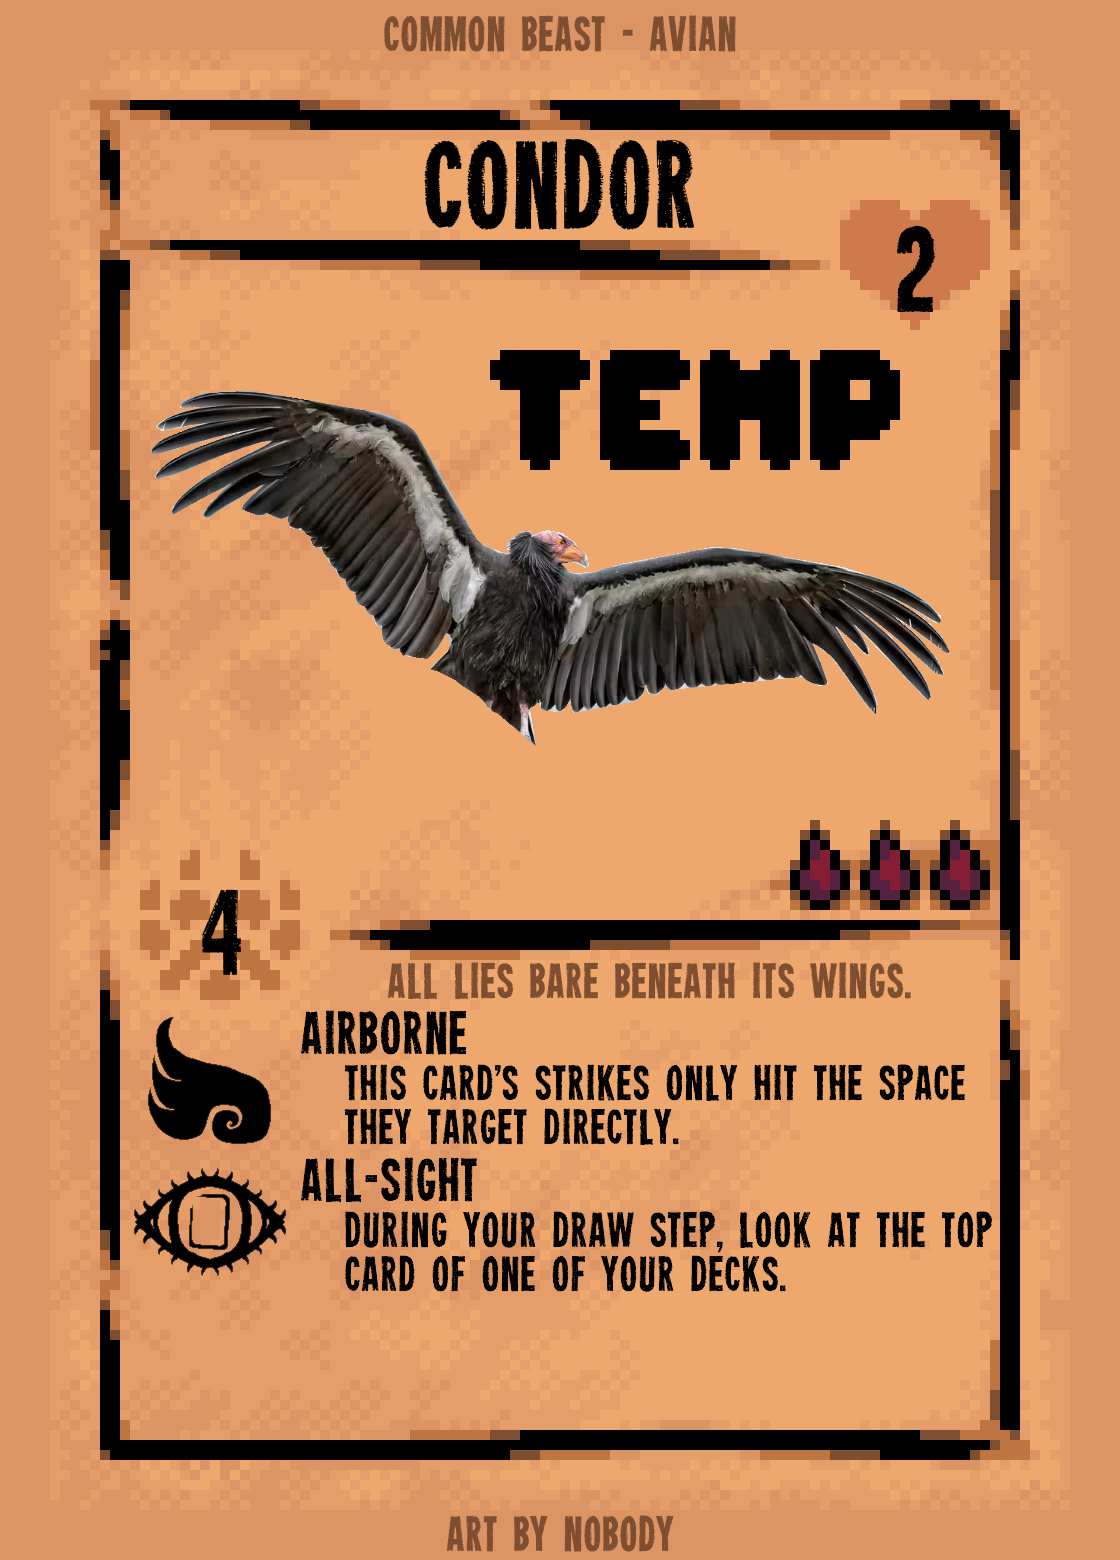 COMMON BEAST - AVIAN
CONDOR
2
TEMP
4
ALL LIES BARE BENEATH ITS WINGS.
AIRBORNE
THIS CARD'S STRIKES ONLY HIT THE SPACE
THEY TARGET DIRECTLY.
ALL-SIGHT
DURING YOUR DRAW STEP, LOOK AT THE TOP
CARD OF ONE OF YOUR DECKS.
ART BY NOBODY